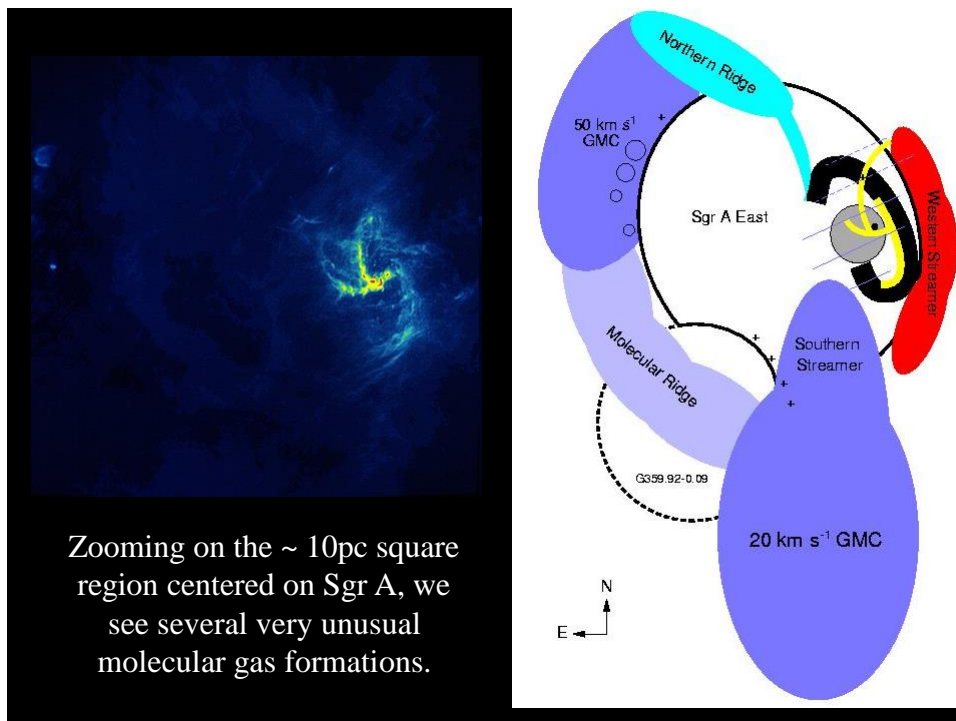 Zooming on the ~ 10pc square
region centered on Sgr A, we
see several very unusual
molecular gas formations.
Northern Ridge
50 km s⁻¹
GMC
Sgr A East
Western Streamer
Molecular Ridge
Southern
Streamer
G359.92-0.09
20 km s⁻¹ GMC
N
E